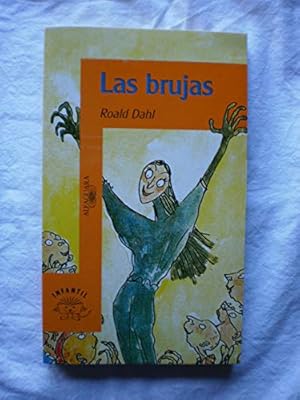 Las brujas
Roald Dahl
ALFAGUARA
INFANTIL